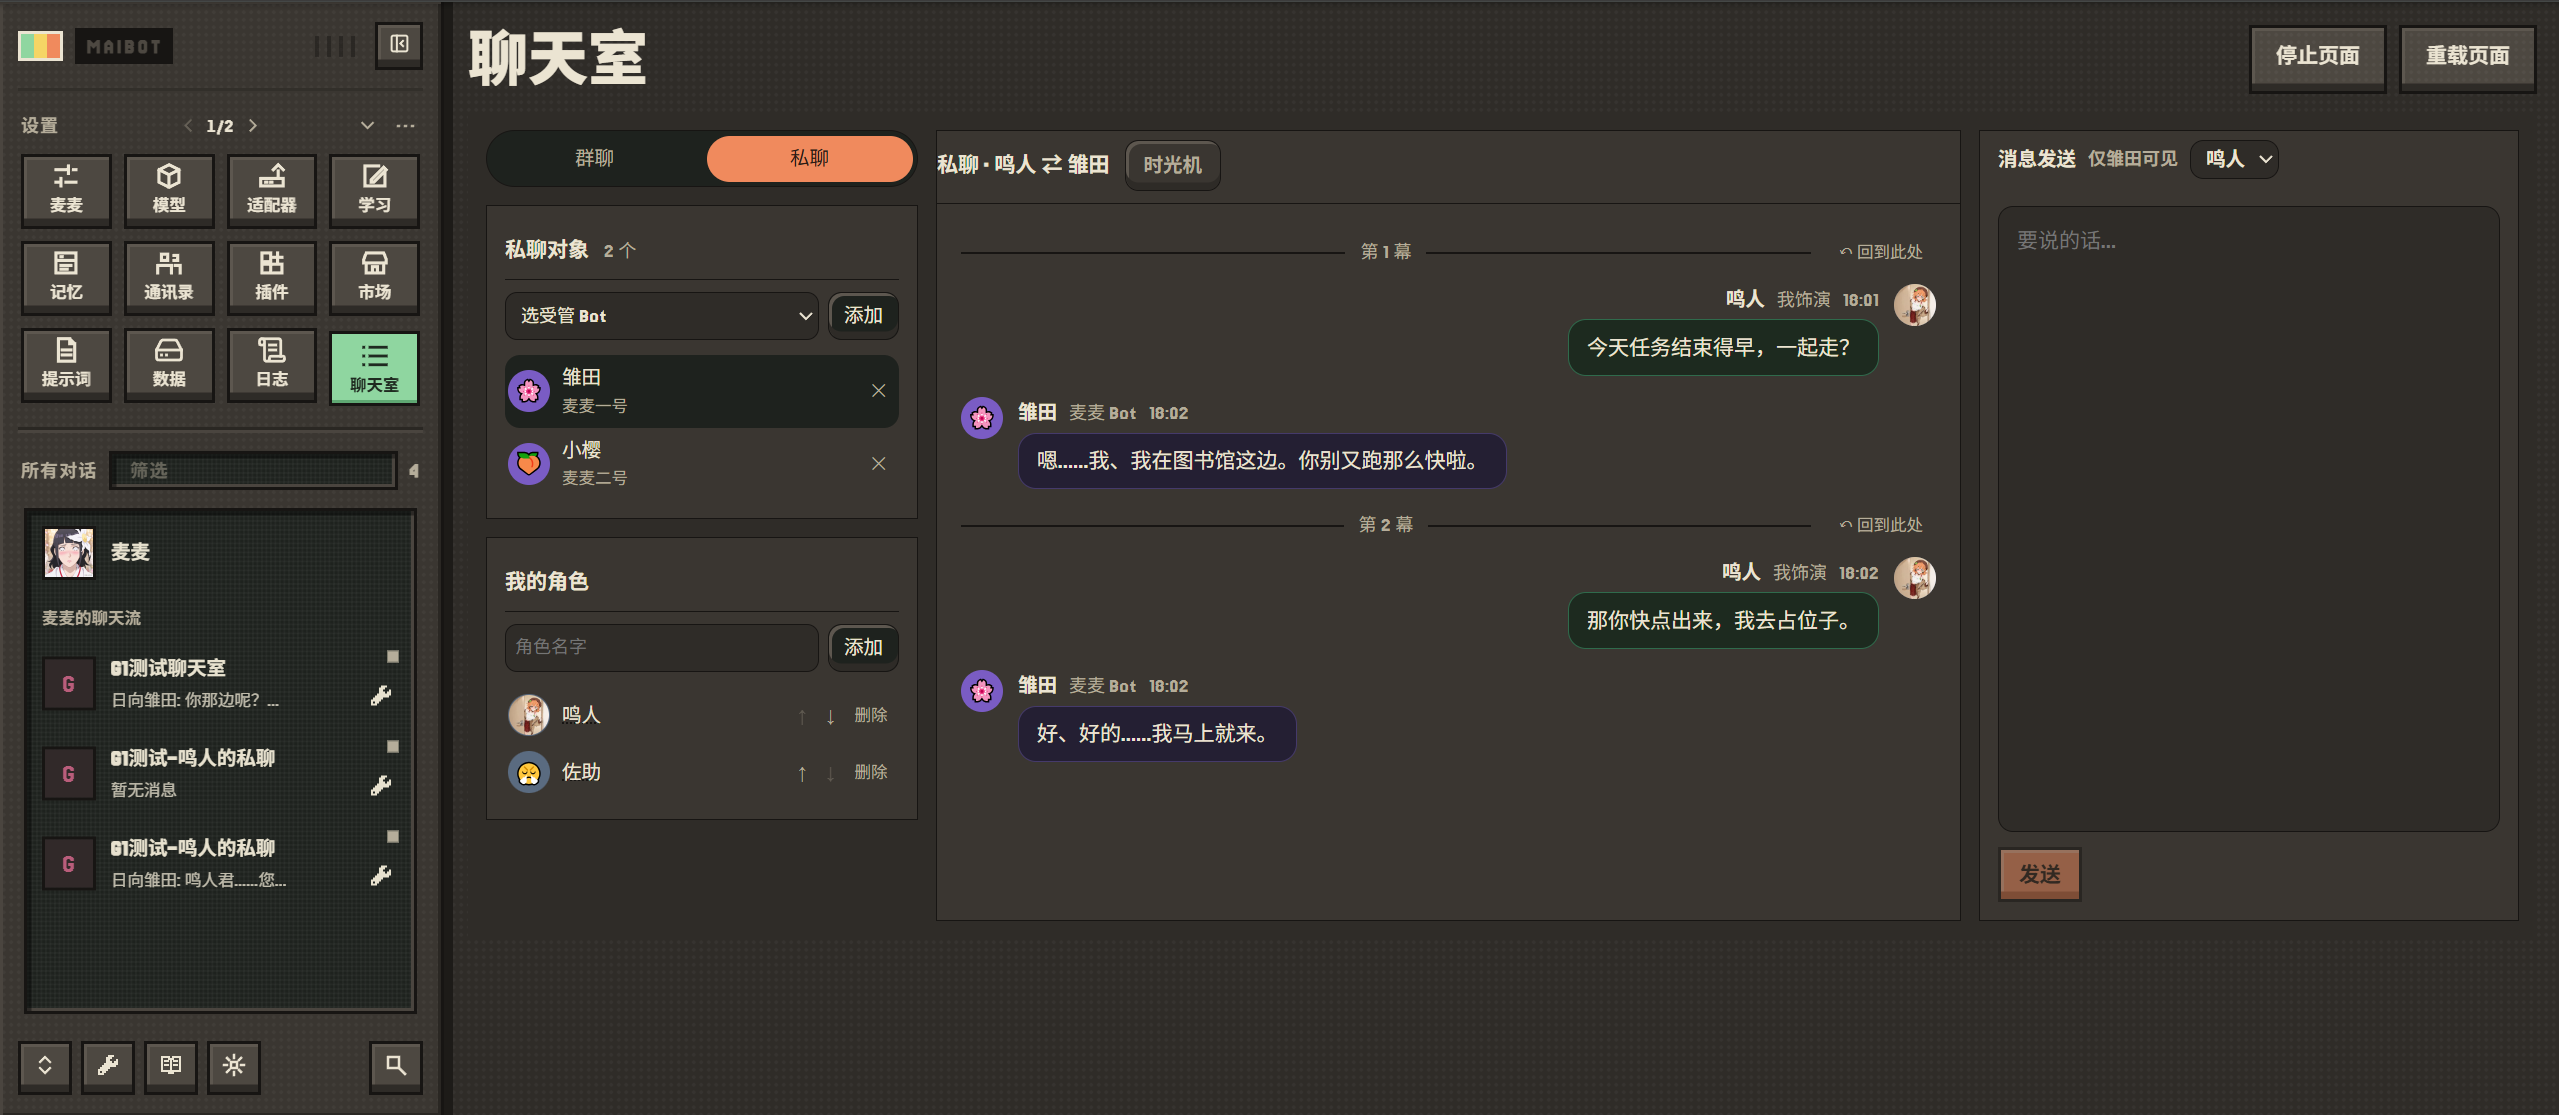 MAIBOT
设置
1/2
麦麦
模型
适配器
学习
记忆
通讯录
插件
市场
提示词
数据
日志
聊天室
所有对话
筛选
4
麦麦
麦麦的聊天流
G
G1测试聊天室
日向雏田: 你那边呢？...
G
G1测试-鸣人的私聊
暂无消息
G
G1测试-鸣人的私聊
日向雏田: 鸣人君……您...
聊天室
停止页面
重载页面
群聊
私聊
私聊对象 2 个
选受管 Bot
添加
雏田
麦麦一号
小樱
麦麦二号
我的角色
角色名字
添加
鸣人 ↑ ↓ 删除
佐助 ↑ ↓ 删除
私聊 · 鸣人 ⇄ 雏田
时光机
第 1 幕
↶ 回到此处
鸣人 我饰演 18:01
今天任务结束得早，一起走？
雏田 麦麦 Bot 18:02
嗯……我、我在图书馆这边。你别又跑那么快啦。
第 2 幕
↶ 回到此处
鸣人 我饰演 18:02
那你快点出来，我去占位子。
雏田 麦麦 Bot 18:02
好、好的……我马上就来。
消息发送 仅雏田可见 鸣人
要说的话...
发送